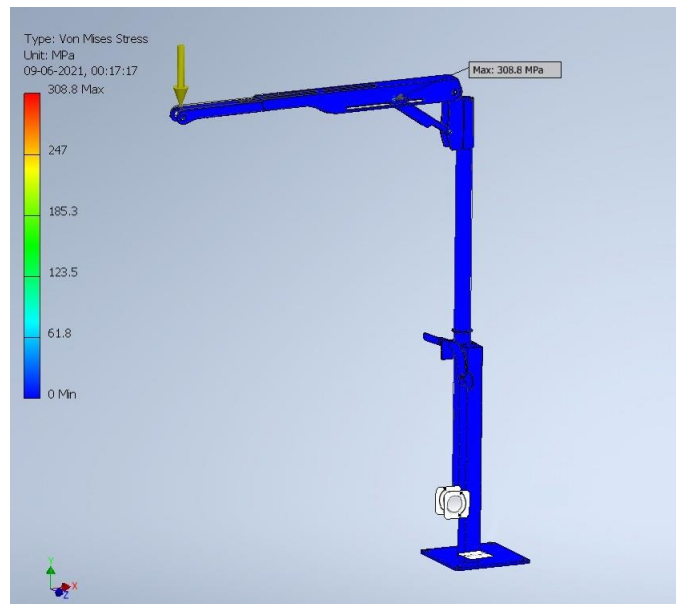 Type: Von Mises Stress
Unit: MPa
09-06-2021, 00:17:17
308.8 Max
Max: 308.8 MPa
247
185.3
123.5
61.8
0 Min
Y
X
Z